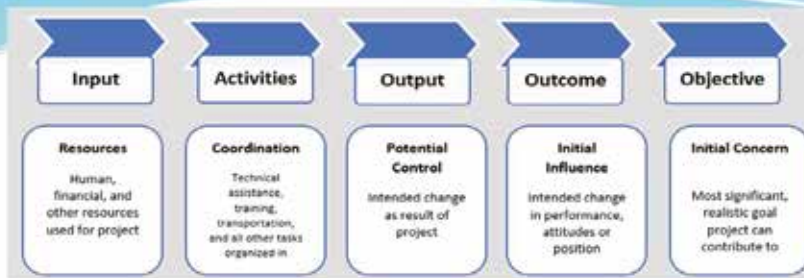 Input
Activities
Output
Outcome
Objective
Resources
Human,
financial, and
other resources
used for project
Coordination
Technical
assistance,
training,
transportation,
and all other tasks
organized in
Potential
Control
Intended change
as result of
project
Initial
Influence
Intended change
in performance,
attitudes or
position
Initial Concern
Most significant,
realistic goal
project can
contribute to